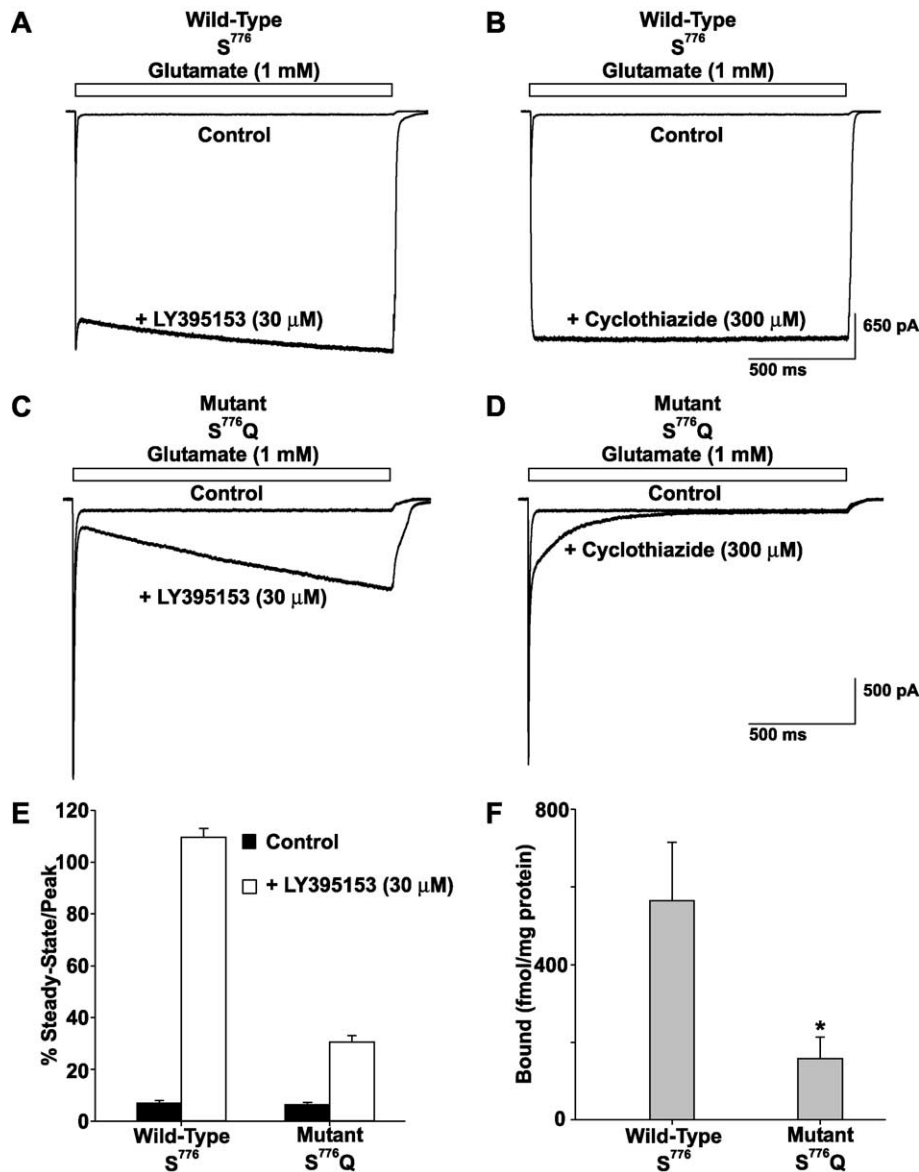 A
Wild-Type
S776
Glutamate (1 mM)
Control
+ LY395153 (30 μM)
B
Wild-Type
S776
Glutamate (1 mM)
Control
+ Cyclothiazide (300 μM)
650 pA
500 ms
C
Mutant
S776Q
Glutamate (1 mM)
Control
+ LY395153 (30 μM)
D
Mutant
S776Q
Glutamate (1 mM)
Control
+ Cyclothiazide (300 μM)
500 pA
500 ms
E
% Steady-State/Peak
120
100
80
60
40
20
0
Control
+ LY395153 (30 μM)
Wild-Type
S776
Mutant
S776Q
F
Bound (fmol/mg protein)
800
400
0
*
Wild-Type
S776
Mutant
S776Q